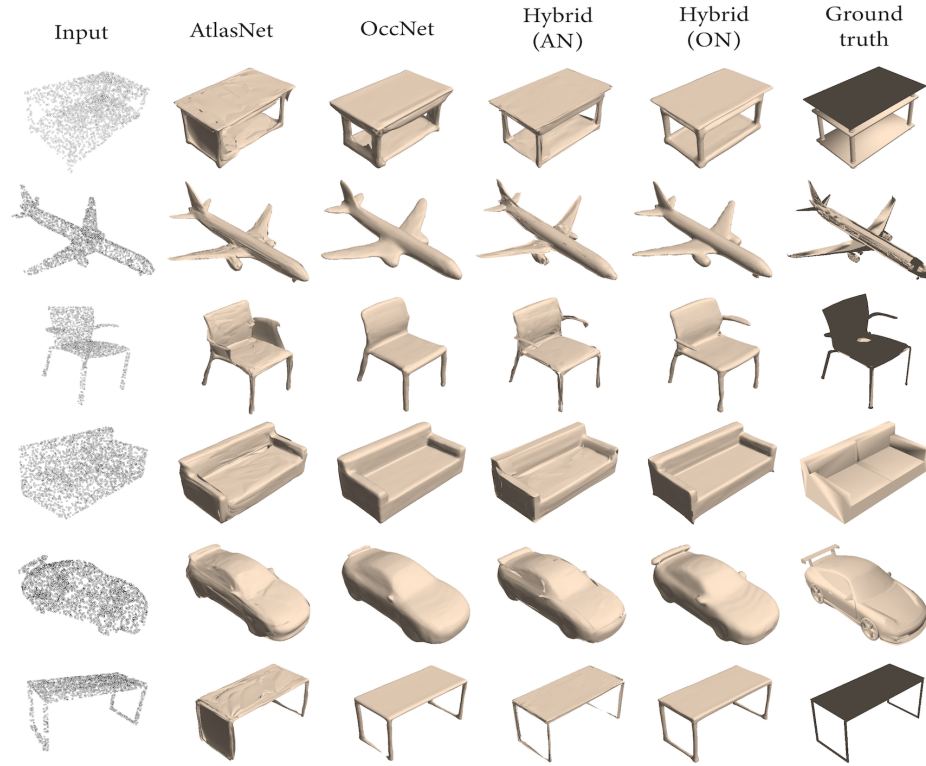 Input
AtlasNet
OccNet
Hybrid
(AN)
Hybrid
(ON)
Ground
truth